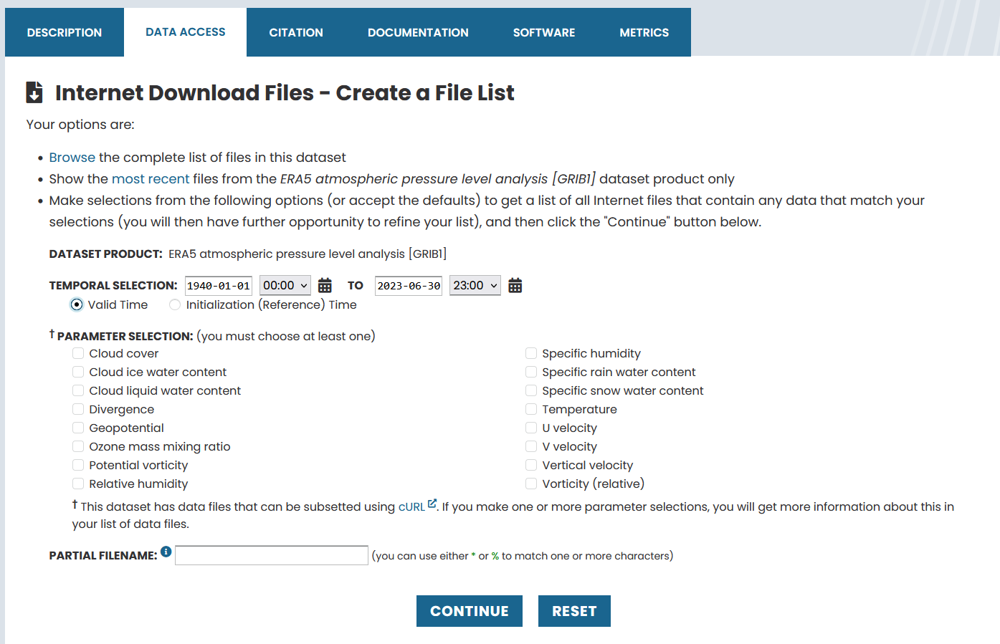 DESCRIPTION DATA ACCESS CITATION DOCUMENTATION SOFTWARE METRICS
Internet Download Files - Create a File List
Your options are:
• Browse the complete list of files in this dataset
• Show the most recent files from the ERA5 atmospheric pressure level analysis [GRIB1] dataset product only
• Make selections from the following options (or accept the defaults) to get a list of all Internet files that contain any data that match your
selections (you will then have further opportunity to refine your list), and then click the "Continue" button below.
DATASET PRODUCT: ERA5 atmospheric pressure level analysis [GRIB1]
TEMPORAL SELECTION: 1940-01-01 00:00 TO 2023-06-30 23:00
Valid Time Initialization (Reference) Time
† PARAMETER SELECTION: (you must choose at least one)
Cloud cover
Cloud ice water content
Cloud liquid water content
Divergence
Geopotential
Ozone mass mixing ratio
Potential vorticity
Relative humidity
Specific humidity
Specific rain water content
Specific snow water content
Temperature
U velocity
V velocity
Vertical velocity
Vorticity (relative)
† This dataset has data files that can be subsetted using cURL. If you make one or more parameter selections, you will get more information about this in
your list of data files.
PARTIAL FILENAME: (you can use either * or % to match one or more characters)
CONTINUE RESET